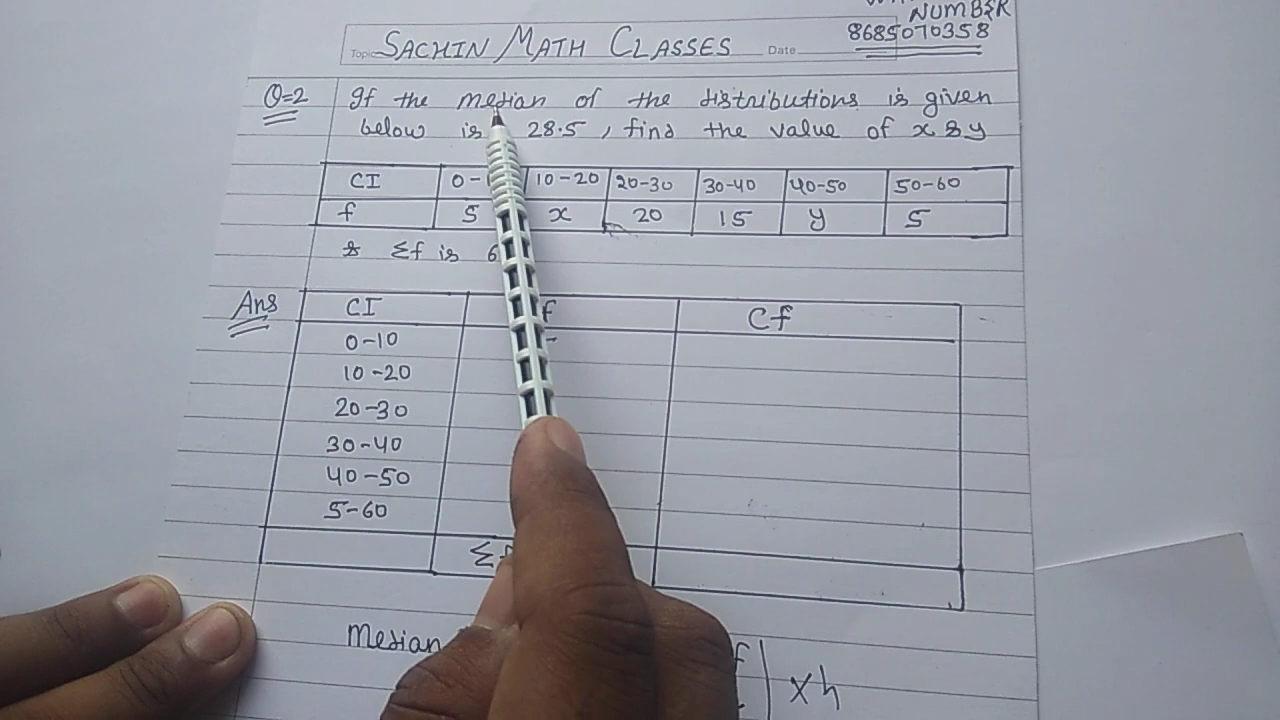 NUMBER
8685070358
Topic SACHIN MATH CLASSES Date
Q=2 If the median of the distributions is given
below is 28.5, find the value of x & y
CI 0- 10-20 20-30 30-40 40-50 50-60
f 5 x 20 15 y 5
& Σf is 6
Ans CI f Cf
0-10
10-20
20-30
30-40
40-50
5-60
Σf
Median f
xh